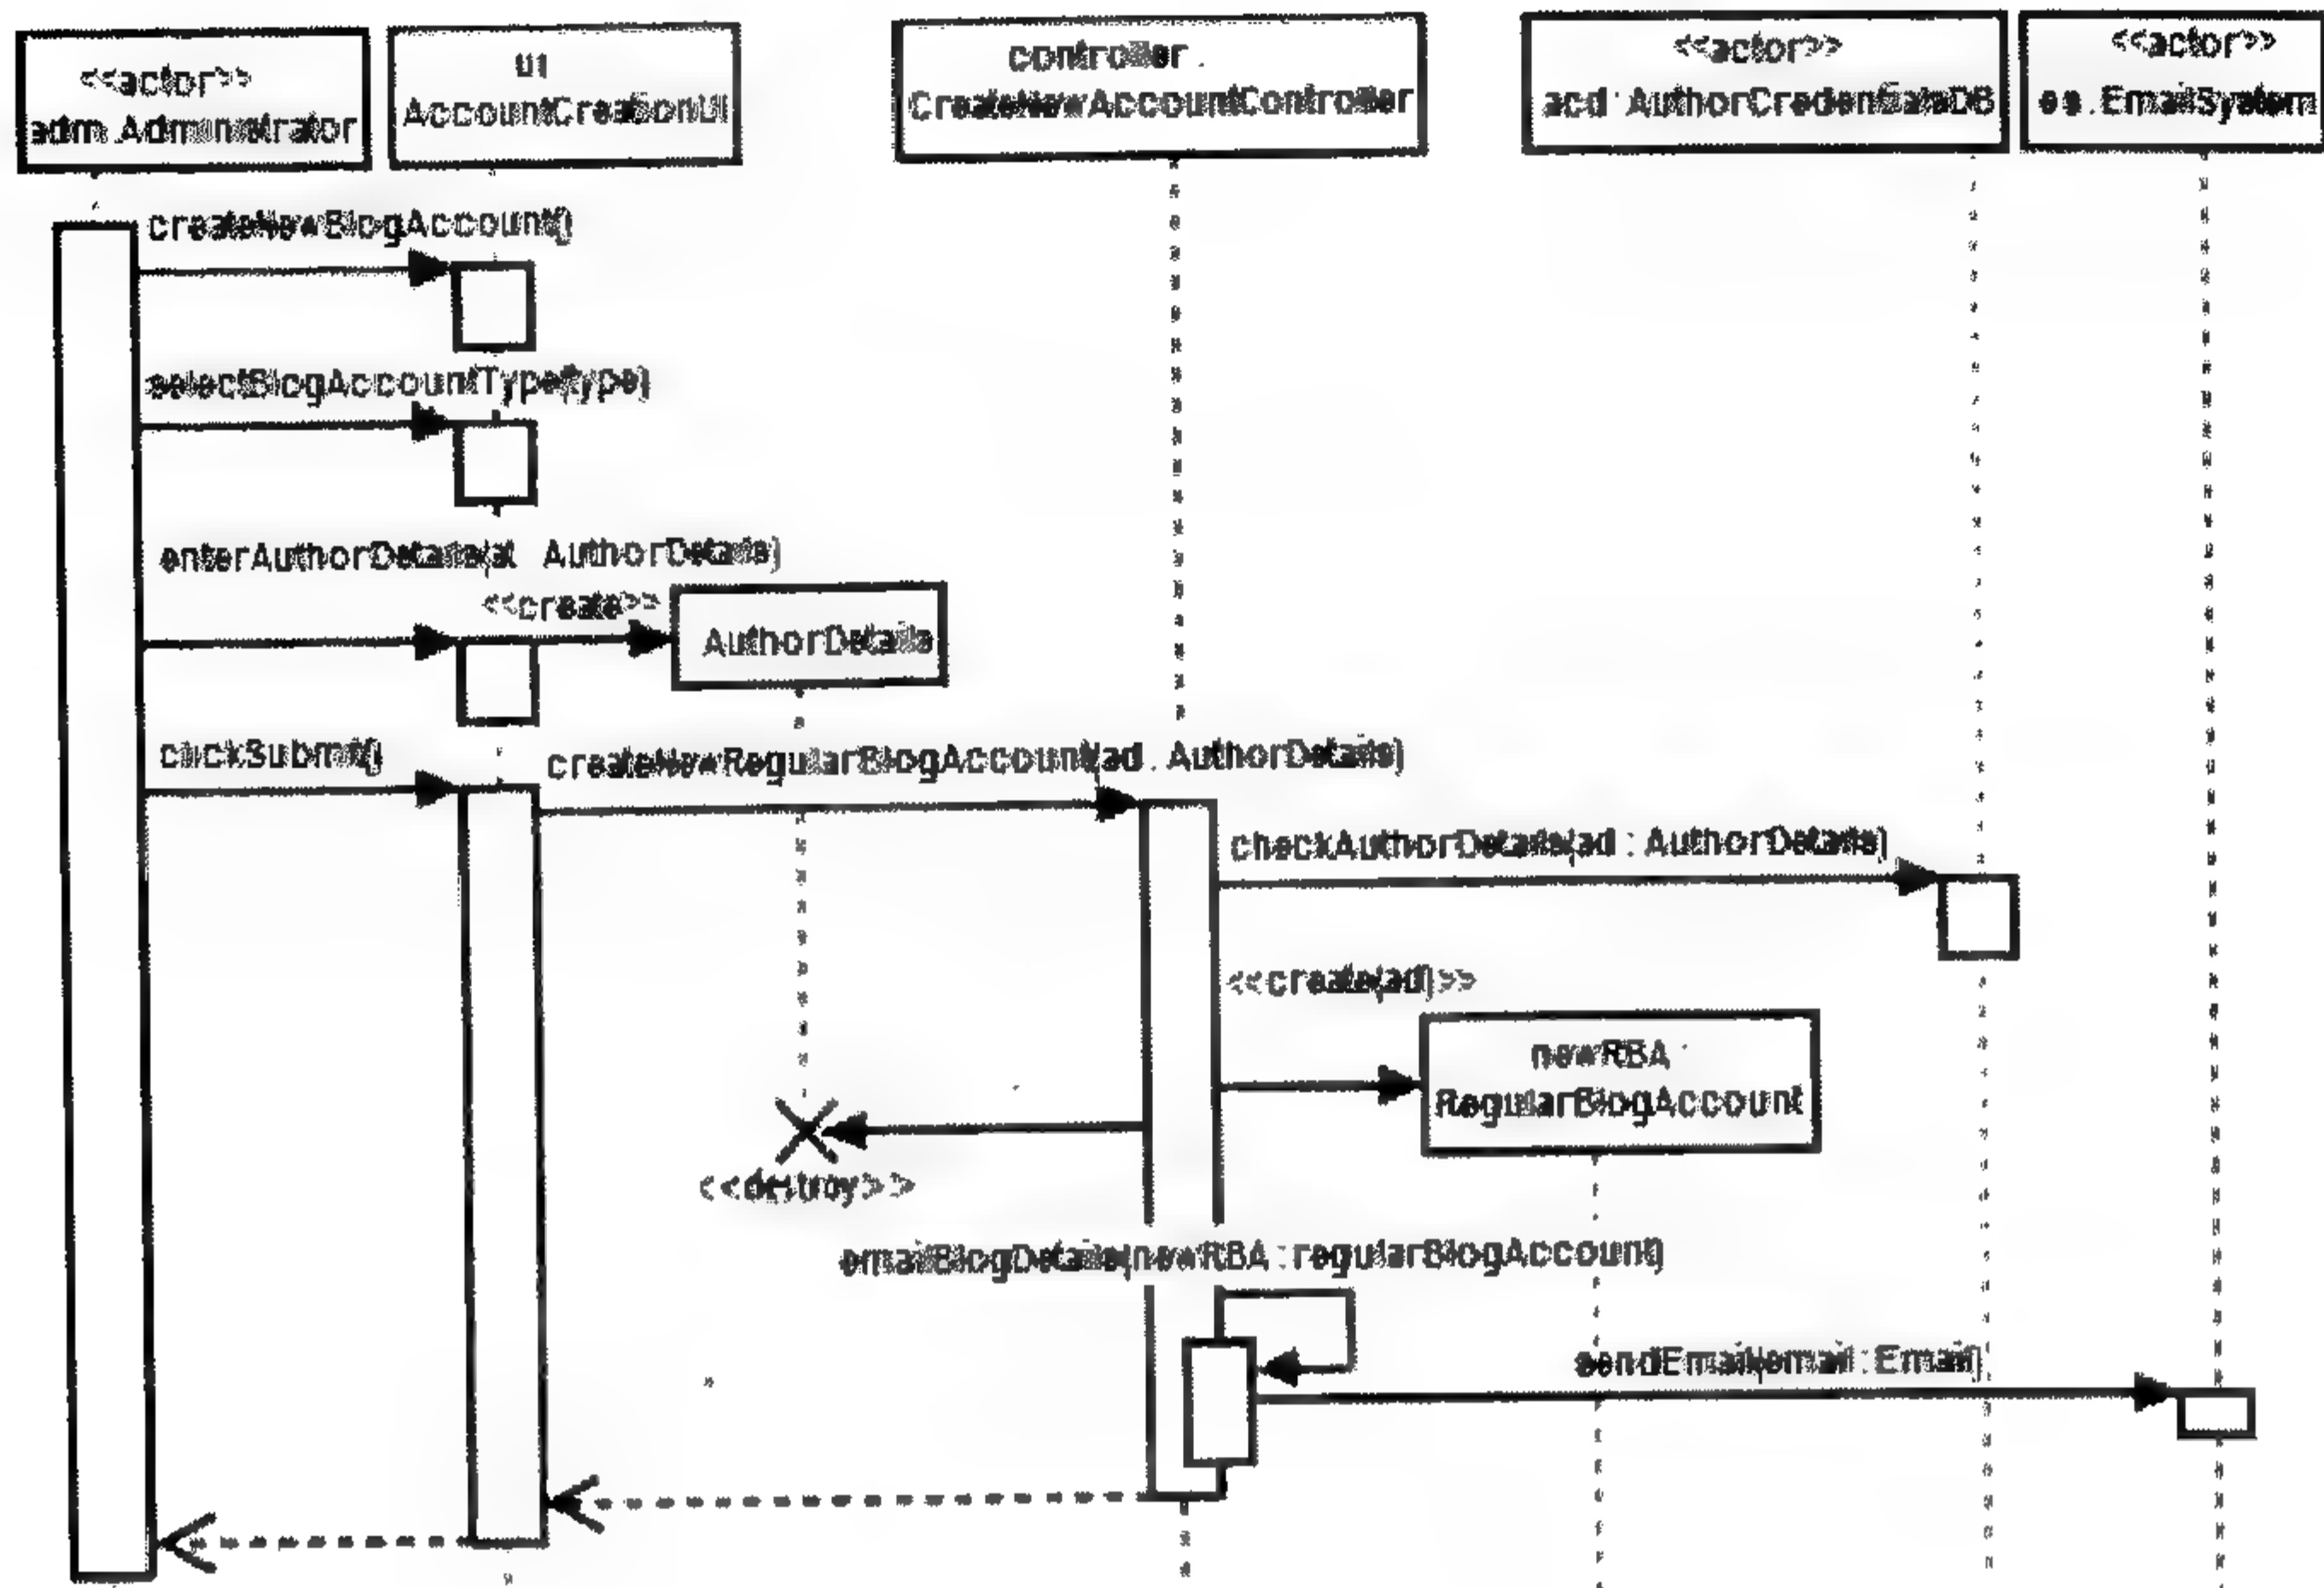 <<actor>>
adm:Administrator
ui
AccountCreationUI
controller:
CreateNewAccountController
<<actor>>
acd:AuthorCredentialsDB
<<actor>>
es:EmailSystem
createNewBlogAccount()
selectBlogAccountType(type)
enterAuthorDetails(at : AuthorDetails)
<<create>>
AuthorDetails
clickSubmit()
createNewRegularBlogAccount(ad : AuthorDetails)
checkAuthorDetails(ad : AuthorDetails)
<<create(ad)>>
newRBA:
RegularBlogAccount
<<destroy>>
emailBlogDetails(newRBA : regularBlogAccount)
sendEmail(email : Email)